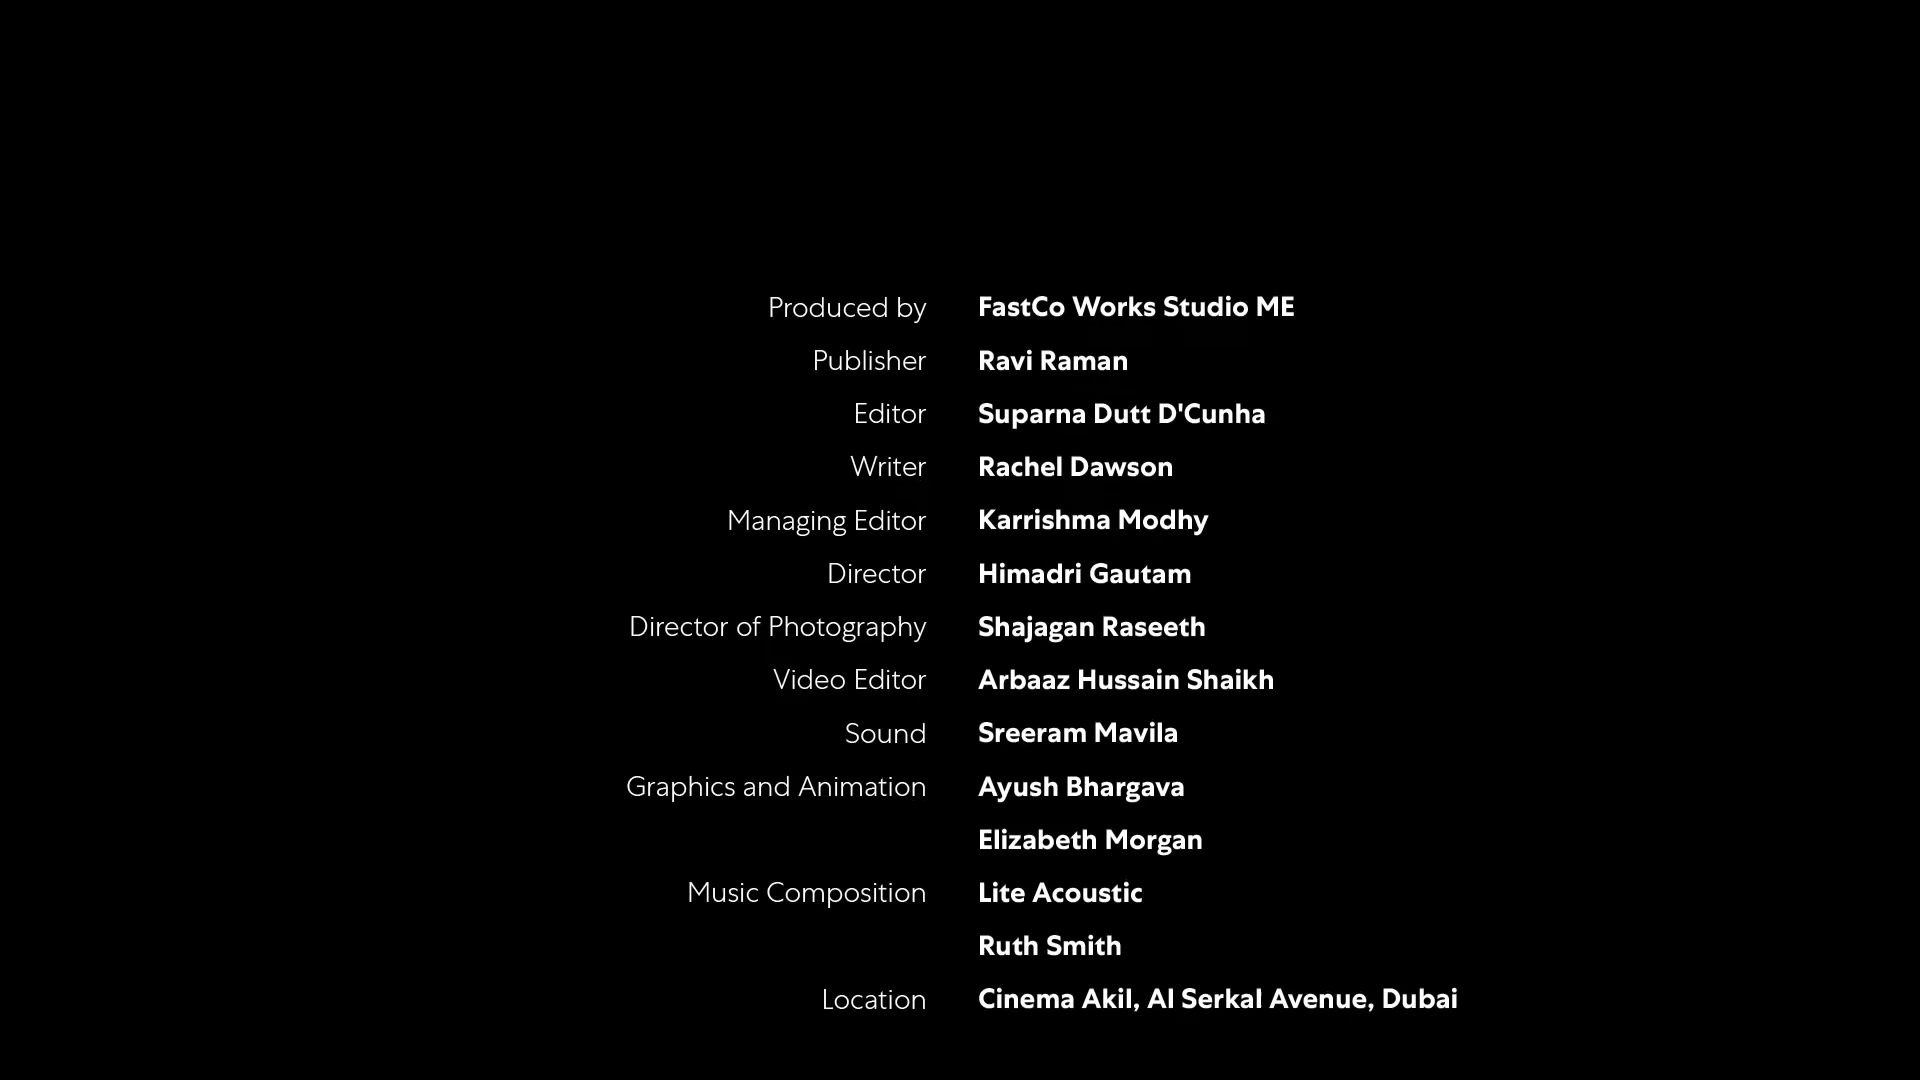 Produced by FastCo Works Studio ME
Publisher Ravi Raman
Editor Suparna Dutt D'Cunha
Writer Rachel Dawson
Managing Editor Karrishma Modhy
Director Himadri Gautam
Director of Photography Shajagan Raseeth
Video Editor Arbaaz Hussain Shaikh
Sound Sreeram Mavila
Graphics and Animation Ayush Bhargava
Elizabeth Morgan
Music Composition Lite Acoustic
Ruth Smith
Location Cinema Akil, Al Serkal Avenue, Dubai